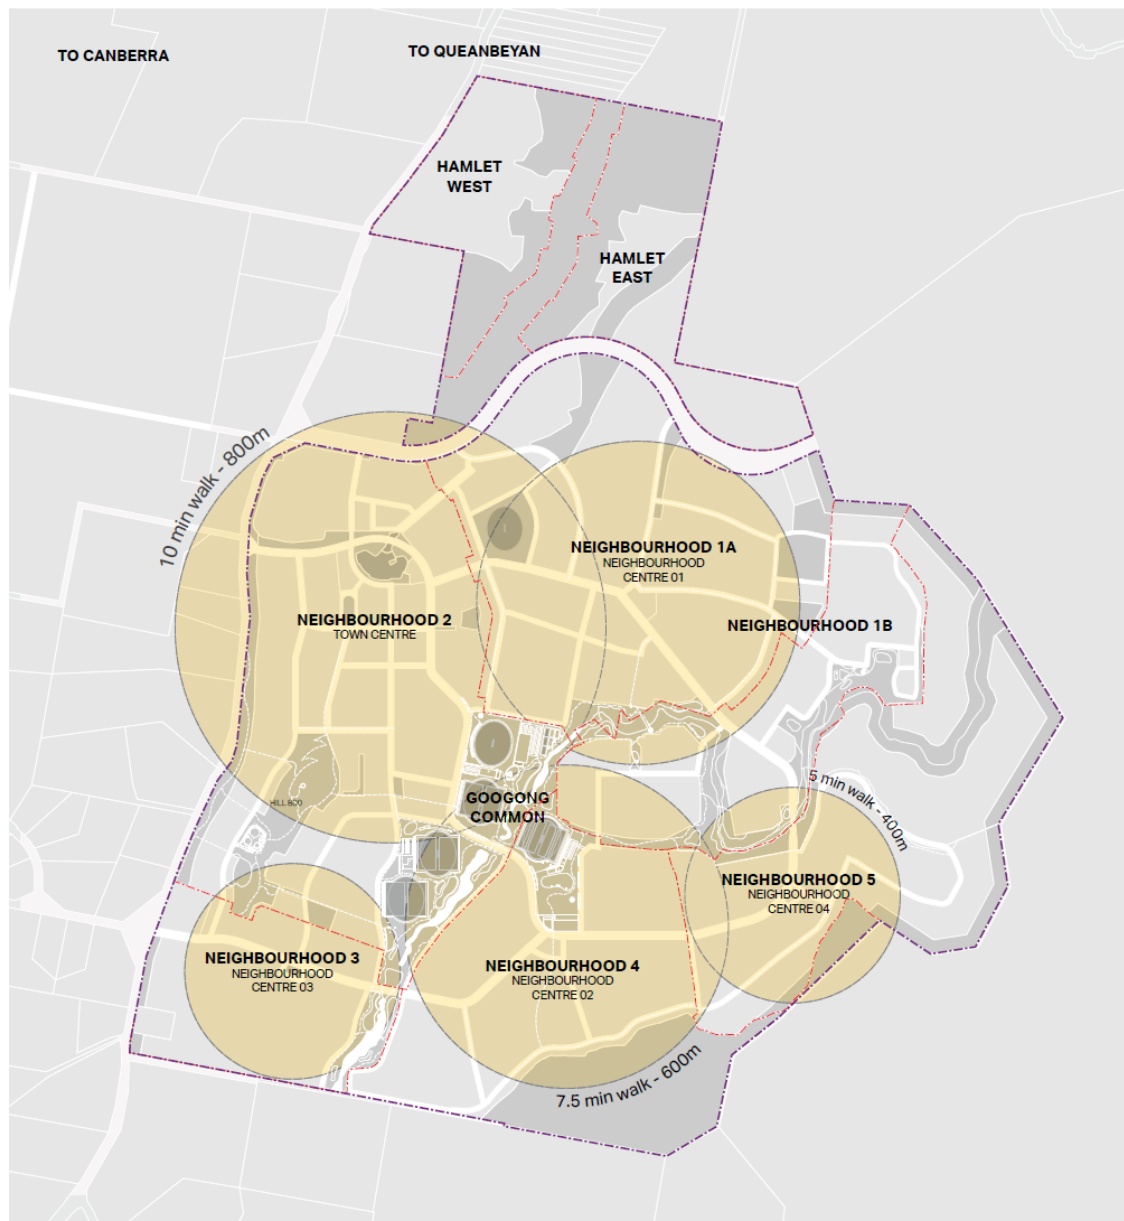 TO CANBERRA
TO QUEANBEYAN
HAMLET
WEST
HAMLET
EAST
10 min walk - 800m
NEIGHBOURHOOD 1A
NEIGHBOURHOOD
CENTRE 01
NEIGHBOURHOOD 2
TOWN CENTRE
NEIGHBOURHOOD 1B
HILL 800
GOOGONG
COMMON
5 min walk - 400m
NEIGHBOURHOOD 5
NEIGHBOURHOOD
CENTRE 04
NEIGHBOURHOOD 3
NEIGHBOURHOOD
CENTRE 03
NEIGHBOURHOOD 4
NEIGHBOURHOOD
CENTRE 02
7.5 min walk - 600m